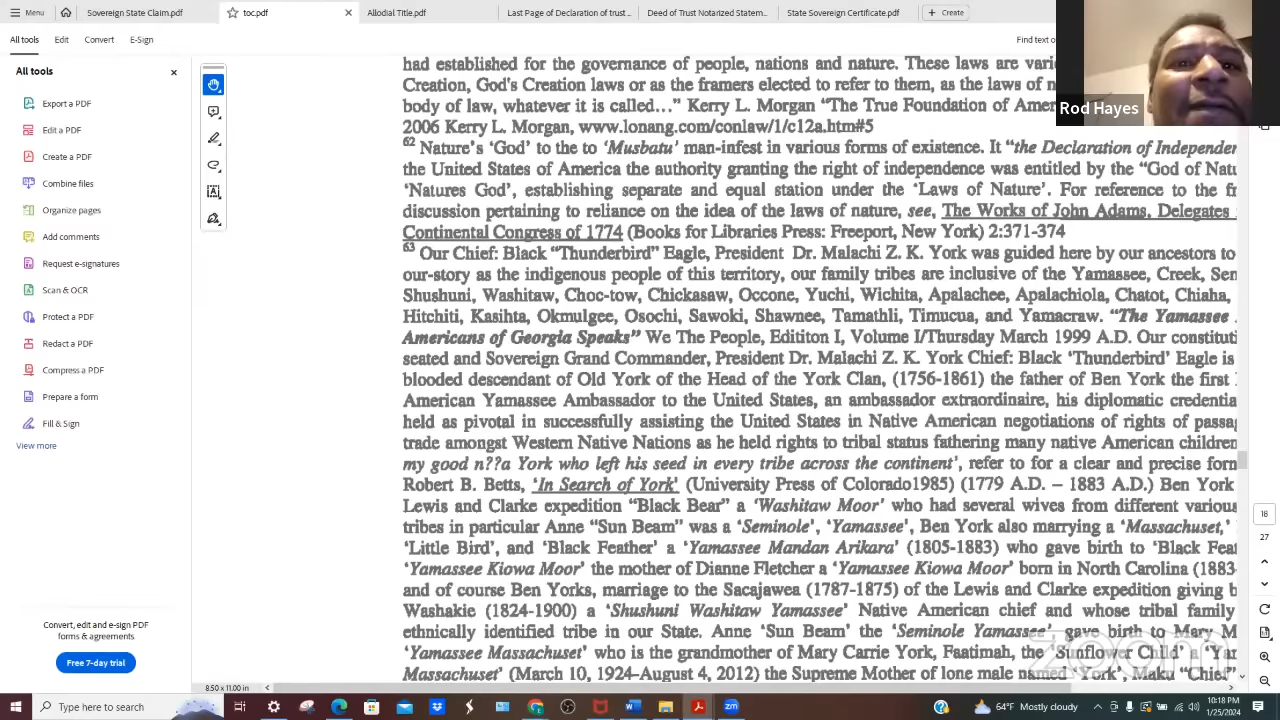 Menu
Sovereign State Claim.pdf
toc.pdf
Allodial Title.pdf
Last Page of Declaration of trust ...
Deed of Trust Notarized Statem...
State Sovereign Certificate.pdf
Create
All tools
Edit
Convert
E-Sign
Find text o
Rod Hayes
All tools
Export a PDF
Edit a PDF
Create a PDF
Combine files
Organize pages
Add comments
Request e-signatures
Scan & OCR
Protect a PDF
Redact a PDF
Compress a PDF
Prepare a form
Fill & Sign
View more
Convert, edit and e-sign PDF
forms & agreements
Free 7-day trial
had established for the governance of people, nations and nature. These laws are vari
Creation, God's Creation laws or as the framers elected to refer to them, as the laws of n
body of law, whatever it is called..." Kerry L. Morgan "The True Foundation of Amer
2006 Kerry L. Morgan, www.lonang.com/conlaw/1/c12a.htm#5
62 Nature's 'God' to the to 'Musbatu' man-infest in various forms of existence. It "the Declaration of Independen
the United States of America the authority granting the right of independence was entitled by the "God of Natu
'Natures God', establishing separate and equal station under the 'Laws of Nature'. For reference to the fr
discussion pertaining to reliance on the idea of the laws of nature, see, The Works of John Adams, Delegates
Continental Congress of 1774 (Books for Libraries Press: Freeport, New York) 2:371-374
63 Our Chief: Black "Thunderbird" Eagle, President Dr. Malachi Z. K. York was guided here by our ancestors to
our-story as the indigenous people of this territory, our family tribes are inclusive of the Yamassee, Creek, Sem
Shushuni, Washitaw, Choc-tow, Chickasaw, Occone, Yuchi, Wichita, Apalachee, Apalachiola, Chatot, Chiaha,
Hitchiti, Kasihta, Okmulgee, Osochi, Sawoki, Shawnee, Tamathli, Timucua, and Yamacraw. "The Yamassee
Americans of Georgia Speaks" We The People, Edititon I, Volume I/Thursday March 1999 A.D. Our constituti
seated and Sovereign Grand Commander, President Dr. Malachi Z. K. York Chief: Black 'Thunderbird' Eagle is
blooded descendant of Old York of the Head of the York Clan, (1756-1861) the father of Ben York the first
American Yamassee Ambassador to the United States, an ambassador extraordinaire, his diplomatic credentia
held as pivotal in successfully assisting the United States in Native American negotiations of rights of passag
trade amongst Western Native Nations as he held rights to tribal status fathering many native American children
my good n??a York who left his seed in every tribe across the continent', refer to for a clear and precise form
Robert B. Betts, 'In Search of York' (University Press of Colorado1985) (1779 A.D. – 1883 A.D.) Ben York
Lewis and Clarke expedition "Black Bear" a 'Washitaw Moor' who had several wives from different various
tribes in particular Anne "Sun Beam" was a 'Seminole', 'Yamassee', Ben York also marrying a 'Massachuset,'
'Little Bird', and 'Black Feather' a 'Yamassee Mandan Arikara' (1805-1883) who gave birth to 'Black Feat
'Yamassee Kiowa Moor' the mother of Dianne Fletcher a 'Yamassee Kiowa Moor' born in North Carolina (1883-
and of course Ben Yorks, marriage to the Sacajawea (1787-1875) of the Lewis and Clarke expedition giving b
Washakie (1824-1900) a 'Shushuni Washitaw Yamassee' Native American chief and whose tribal family
ethnically identified tribe in our State. Anne 'Sun Beam' the 'Seminole Yamassee' gave birth to Mary M
'Yamassee Massachuset' who is the grandmother of Mary Carrie York, Faatimah, the 'Sunflower Child' a 'Yam
Massachuset' (March 10, 1924–August 4, 2012) the Supreme Mother of lone male named 'York', Maku "Chief"
zoom
18
27
8.50 x 11.00 in
Type here to search
64°F Mostly cloudy
10:18 PM
1/25/2024